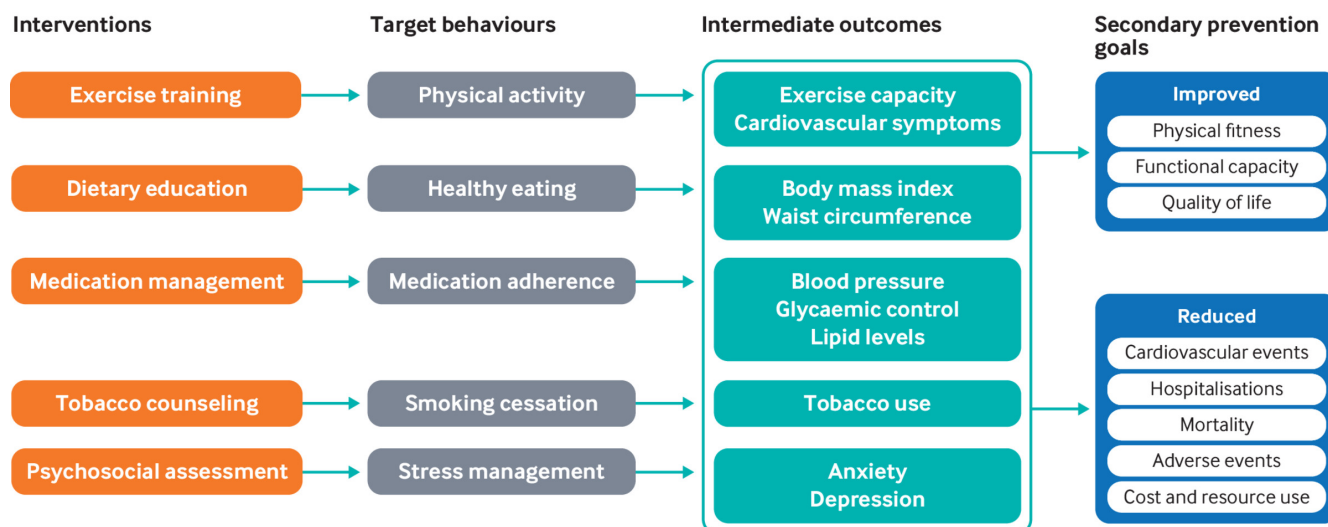 Interventions
Target behaviours
Intermediate outcomes
Secondary prevention
goals
Exercise training
Physical activity
Exercise capacity
Cardiovascular symptoms
Improved
Physical fitness
Functional capacity
Quality of life
Dietary education
Healthy eating
Body mass index
Waist circumference
Medication management
Medication adherence
Blood pressure
Glycaemic control
Lipid levels
Reduced
Cardiovascular events
Hospitalisations
Mortality
Adverse events
Cost and resource use
Tobacco counseling
Smoking cessation
Tobacco use
Psychosocial assessment
Stress management
Anxiety
Depression